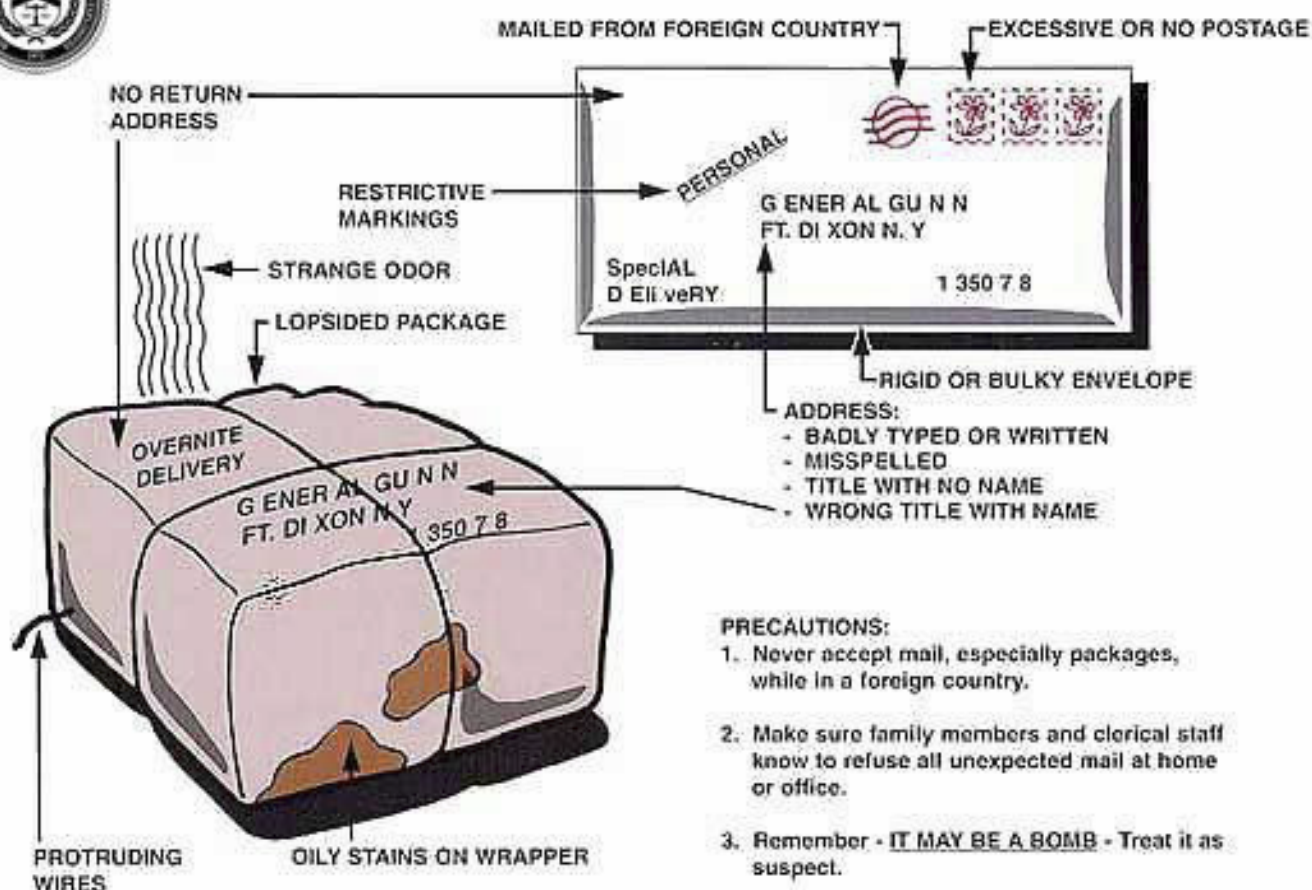 MAILED FROM FOREIGN COUNTRY
EXCESSIVE OR NO POSTAGE
NO RETURN
ADDRESS
RESTRICTIVE
MARKINGS
PERSONAL
G ENER AL GU N N
FT. DI XON N. Y
SpecIAL
D Eli veRY
1 350 7 8
STRANGE ODOR
LOPSIDED PACKAGE
RIGID OR BULKY ENVELOPE
ADDRESS:
- BADLY TYPED OR WRITTEN
- MISSPELLED
- TITLE WITH NO NAME
- WRONG TITLE WITH NAME
OVERNITE
DELIVERY
G ENER AL GU N N
FT. DI XON N Y
1 350 7 8
PROTRUDING
WIRES
OILY STAINS ON WRAPPER
PRECAUTIONS:
1. Never accept mail, especially packages,
while in a foreign country.
2. Make sure family members and clerical staff
know to refuse all unexpected mail at home
or office.
3. Remember - IT MAY BE A BOMB - Treat it as
suspect.